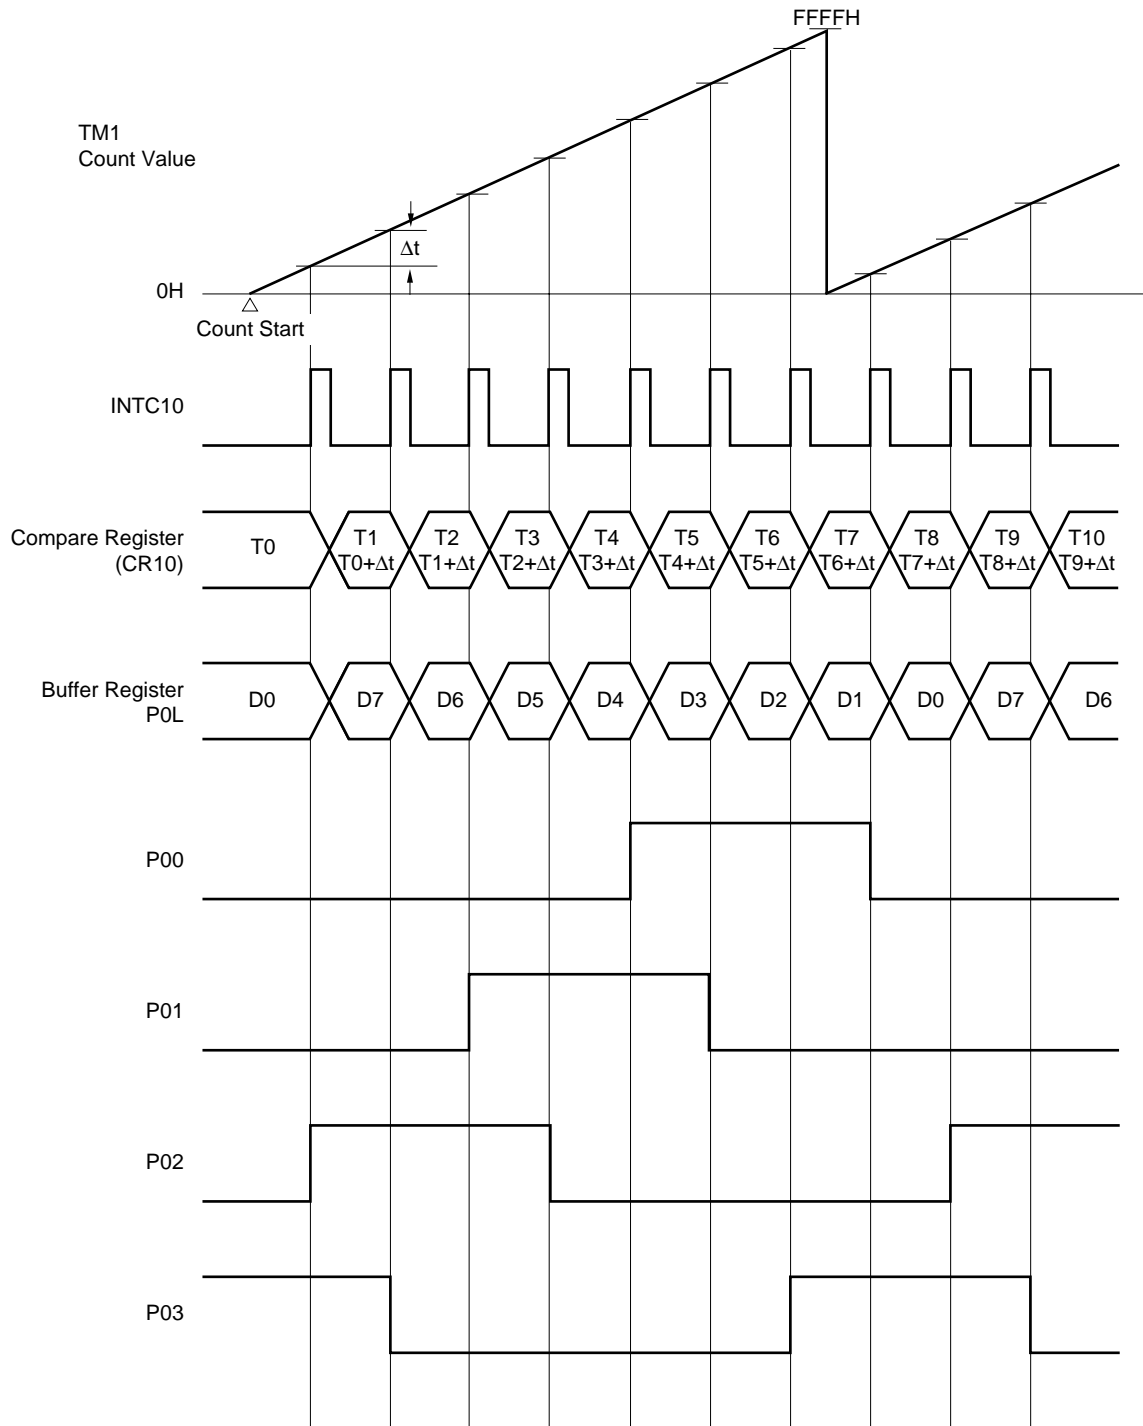 FFFFH
TM1
Count Value
Δt
0H
Count Start
INTC10
Compare Register
(CR10)
T0
T1
T0+Δt
T2
T1+Δt
T3
T2+Δt
T4
T3+Δt
T5
T4+Δt
T6
T5+Δt
T7
T6+Δt
T8
T7+Δt
T9
T8+Δt
T10
T9+Δt
Buffer Register
P0L
D0
D7
D6
D5
D4
D3
D2
D1
D0
D7
D6
P00
P01
P02
P03